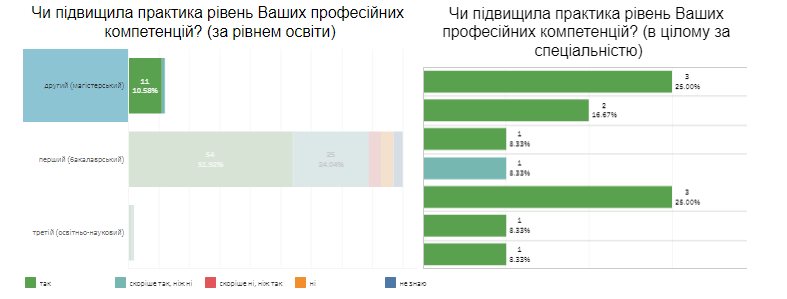 Чи підвищила практика рівень Ваших професійних
компетенцій? (за рівнем освіти)
другий (магістерський)
11
10.58%
перший (бакалаврський)
третій (освітньо-науковий)
так
скоріше так, ніж ні
скоріше ні, ніж так
ні
не знаю
Чи підвищила практика рівень Ваших
професійних компетенцій? (в цілому за
спеціальністю)
3
25.00%
2
16.67%
1
8.33%
1
8.33%
3
25.00%
1
8.33%
1
8.33%